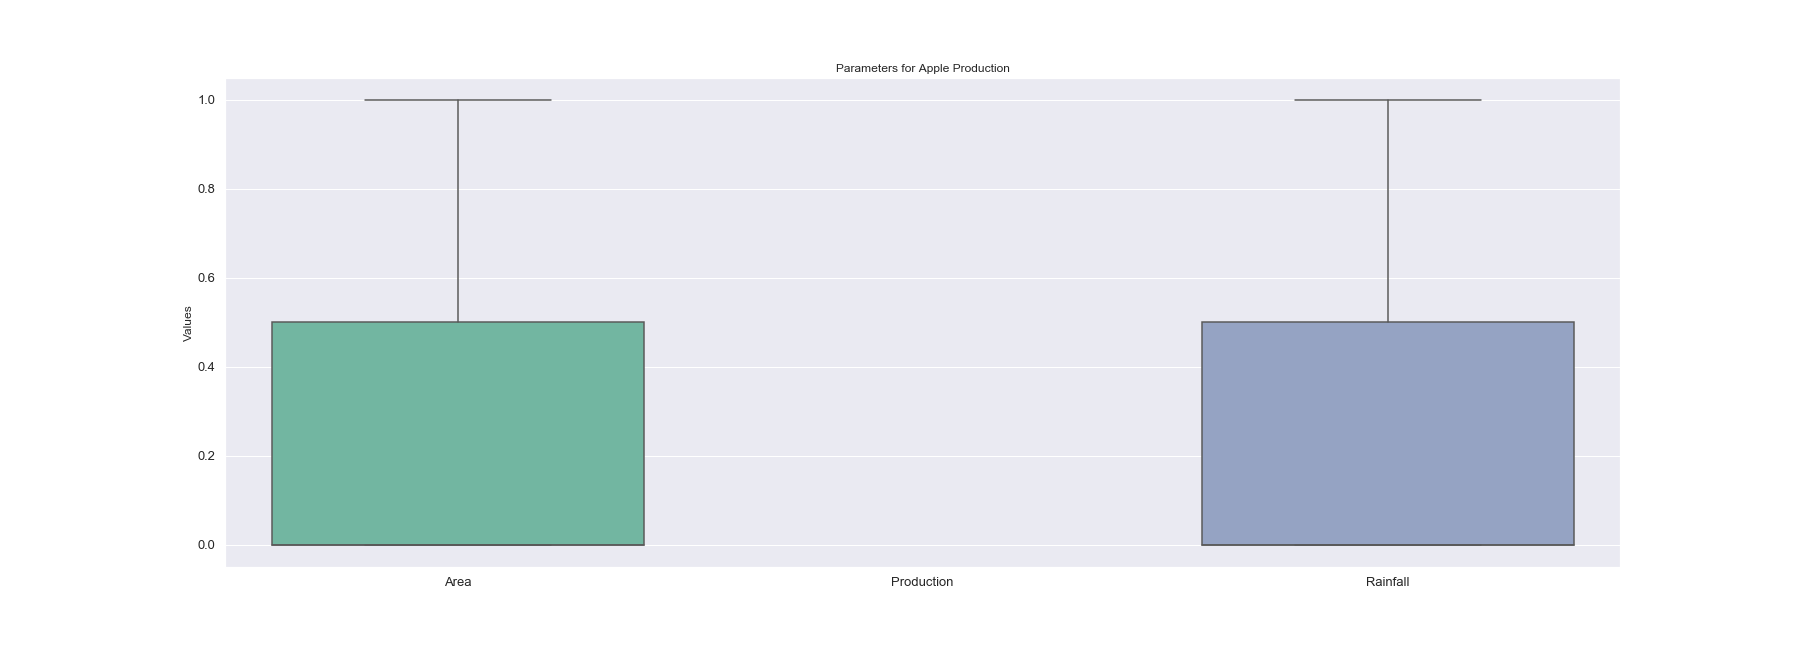 Parameters for Apple Production
Values
1.0
0.8
0.6
0.4
0.2
0.0
Area
Production
Rainfall